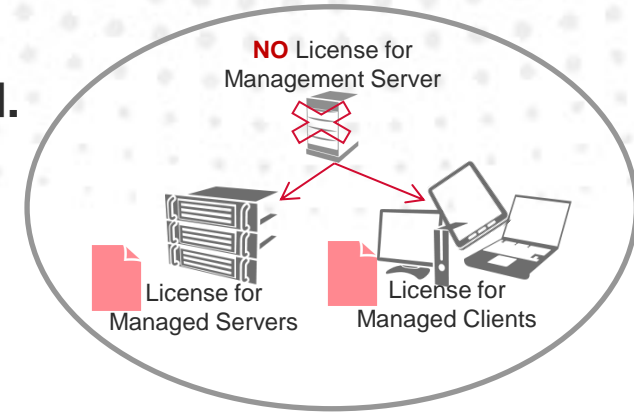 NO License for
Management Server
License for
Managed Servers
License for
Managed Clients